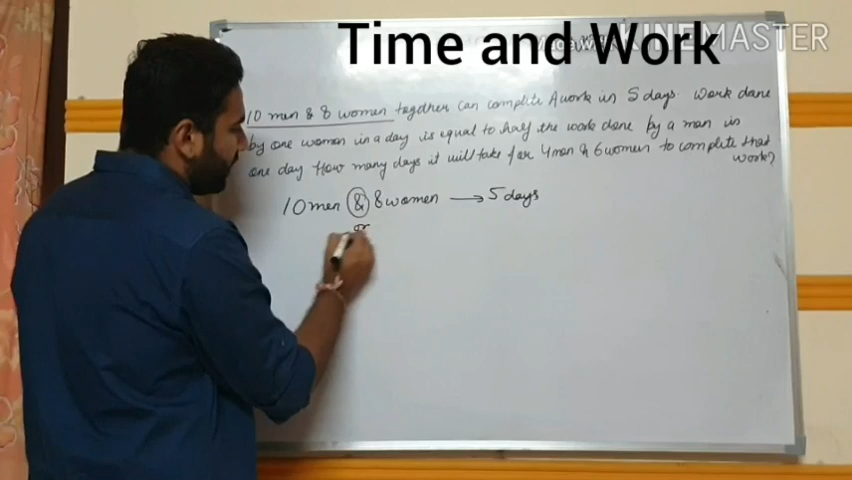 Time and Work
KINEMASTER
10 men & 8 women together can complete A work in 5 days. Work done
by one women in a day is equal to half the work done by a man in
one day How many days it will take for 4 men & 6 women to complete that
work?
10 men & 8 women → 5 days
or